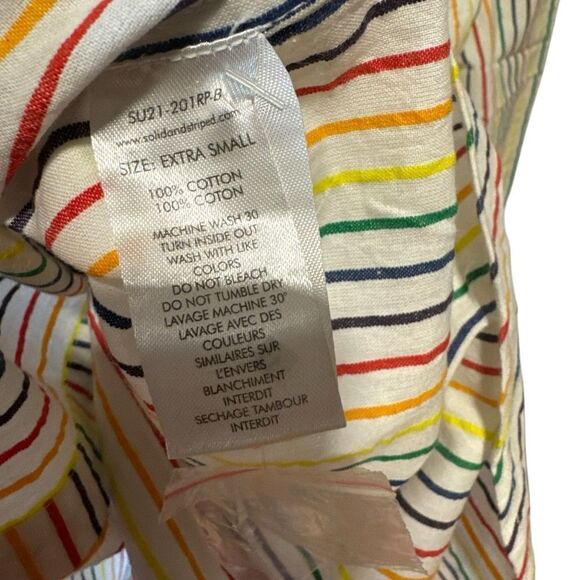 SU21-201RP-B
www.solidandstriped.com
SIZE: EXTRA SMALL
100% COTTON
100% COTON
MACHINE WASH 30
TURN INSIDE OUT
WASH WITH LIKE
COLORS
DO NOT BLEACH
DO NOT TUMBLE DRY
LAVAGE MACHINE 30°
LAVAGE AVEC DES
COULEURS
SIMILAIRES SUR
L'ENVERS
BLANCHIMENT
INTERDIT
SECHAGE TAMBOUR
INTERDIT